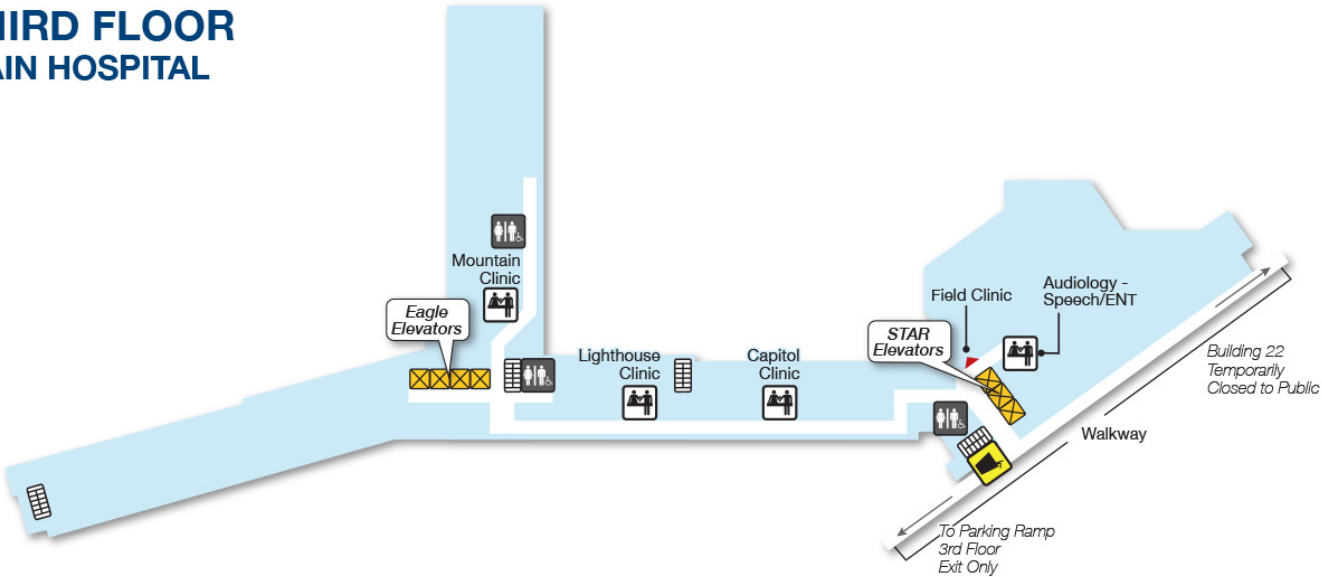 HIRD FLOOR
AIN HOSPITAL
Mountain
Clinic
Eagle
Elevators
Lighthouse
Clinic
Capitol
Clinic
STAR
Elevators
Field Clinic
Audiology -
Speech/ENT
Building 22
Temporarily
Closed to Public
Walkway
To Parking Ramp
3rd Floor
Exit Only